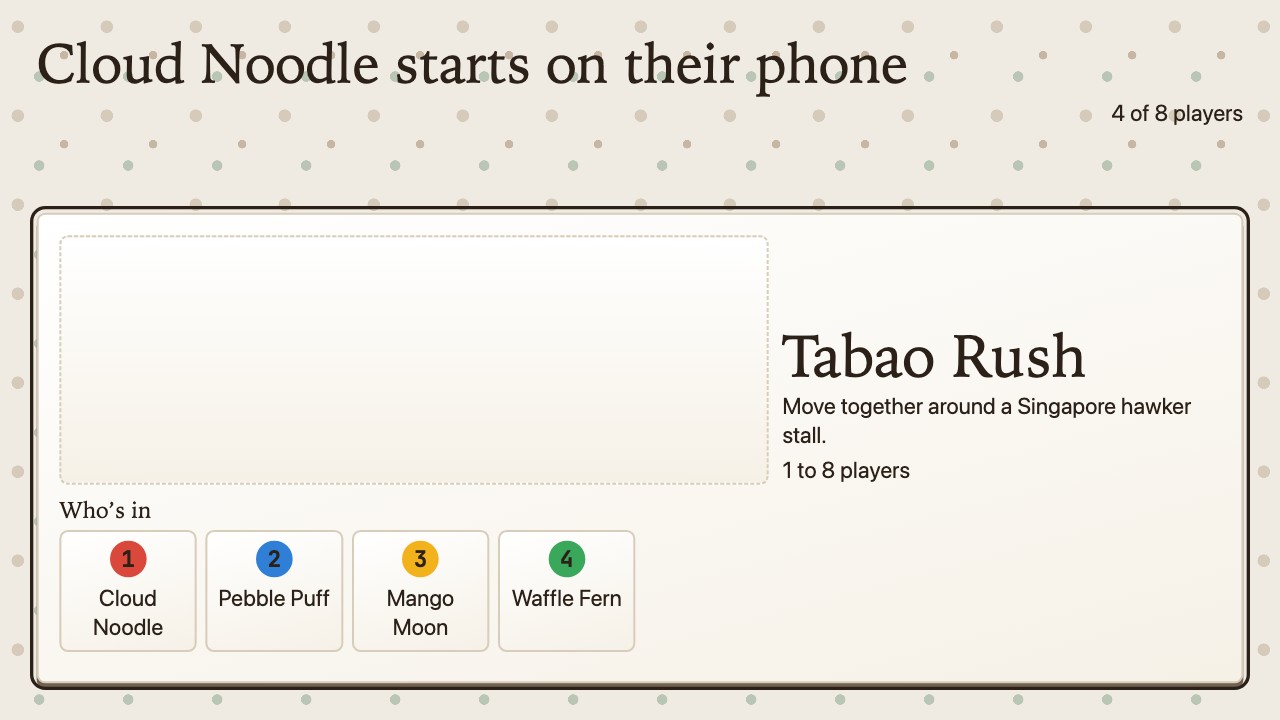 Cloud Noodle starts on their phone
4 of 8 players
Tabao Rush
Move together around a Singapore hawker
stall.
1 to 8 players
Who’s in
1
Cloud
Noodle
2
Pebble Puff
3
Mango
Moon
4
Waffle Fern